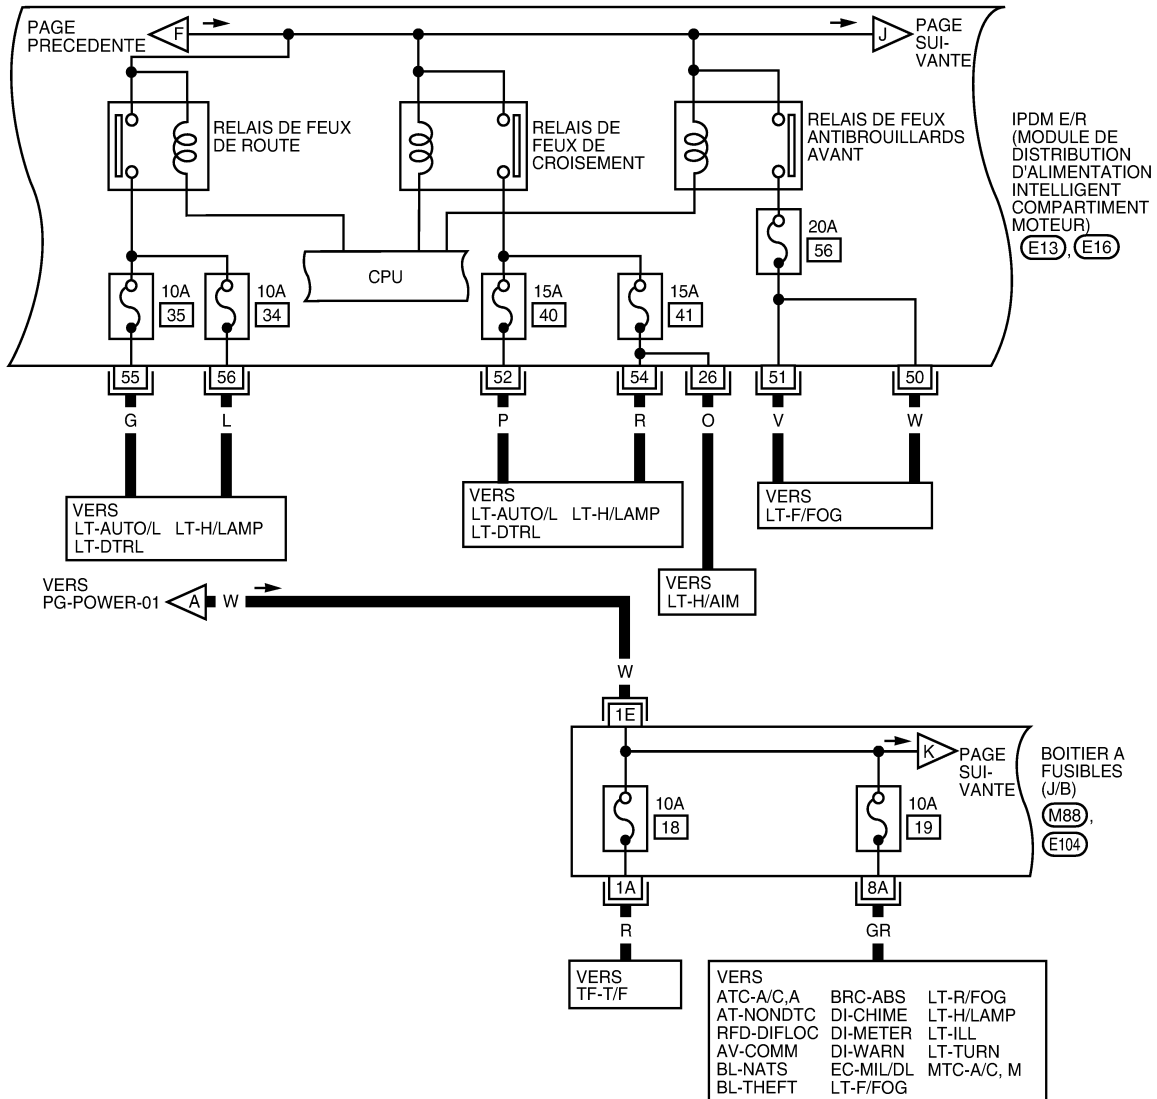 PAGE
PRECEDENTE
F
J
PAGE
SUI-
VANTE
RELAIS DE FEUX
DE ROUTE
RELAIS DE
FEUX DE
CROISEMENT
RELAIS DE FEUX
ANTIBROUILLARDS
AVANT
IPDM E/R
(MODULE DE
DISTRIBUTION
D'ALIMENTATION
INTELLIGENT
COMPARTIMENT
MOTEUR)
E13, E16
20A
56
CPU
10A
35
10A
34
15A
40
15A
41
55
56
52
54
26
51
50
G
L
P
R
O
V
W
VERS
LT-AUTO/L LT-H/LAMP
LT-DTRL
VERS
LT-AUTO/L LT-H/LAMP
LT-DTRL
VERS
LT-F/FOG
VERS
LT-H/AIM
VERS
PG-POWER-01
A
W
W
1E
K
PAGE
SUI-
VANTE
BOITIER A
FUSIBLES
(J/B)
M88,
E104
10A
18
10A
19
1A
8A
R
GR
VERS
TF-T/F
VERS
ATC-A/C,A BRC-ABS LT-R/FOG
AT-NONDTC DI-CHIME LT-H/LAMP
RFD-DIFLOC DI-METER LT-ILL
AV-COMM DI-WARN LT-TURN
BL-NATS EC-MIL/DL MTC-A/C, M
BL-THEFT LT-F/FOG